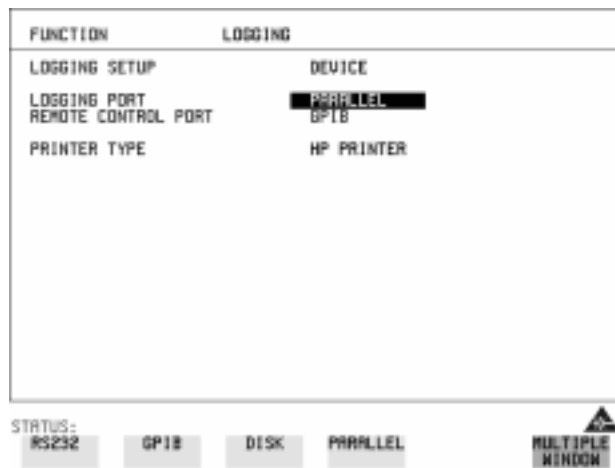 FUNCTION LOGGING
LOGGING SETUP DEVICE
LOGGING PORT PARALLEL
REMOTE CONTROL PORT GPIB
PRINTER TYPE HP PRINTER
STATUS:
RS232 GPIB DISK PARALLEL MULTIPLE
WINDOW